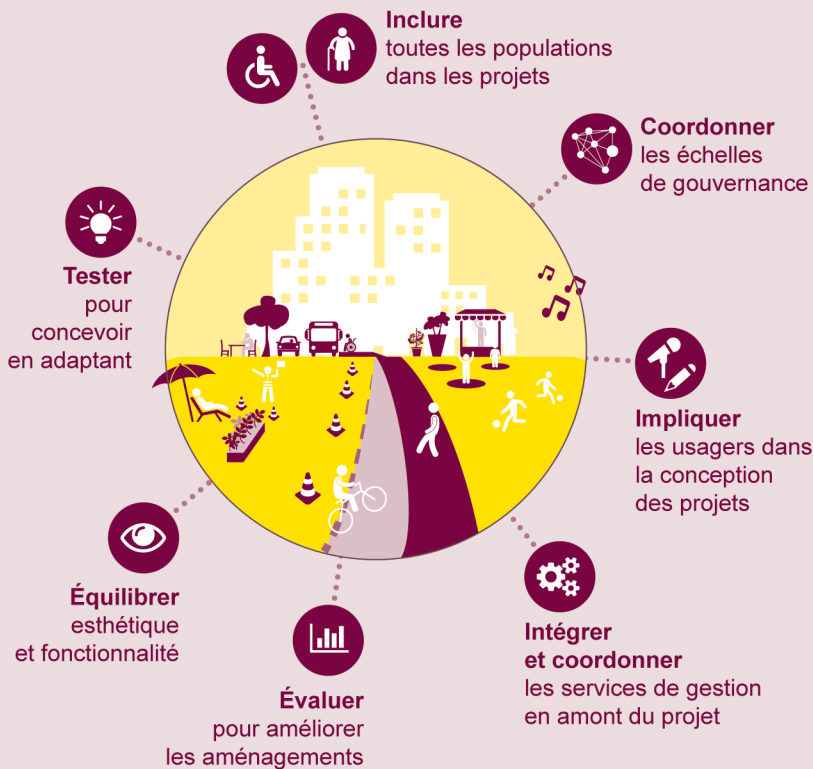 Inclure
toutes les populations
dans les projets
Coordonner
les échelles
de gouvernance
Impliquer
les usagers dans
la conception
des projets
Intégrer
et coordonner
les services de gestion
en amont du projet
Évaluer
pour améliorer
les aménagements
Équilibrer
esthétique
et fonctionnalité
Tester
pour
concevoir
en adaptant